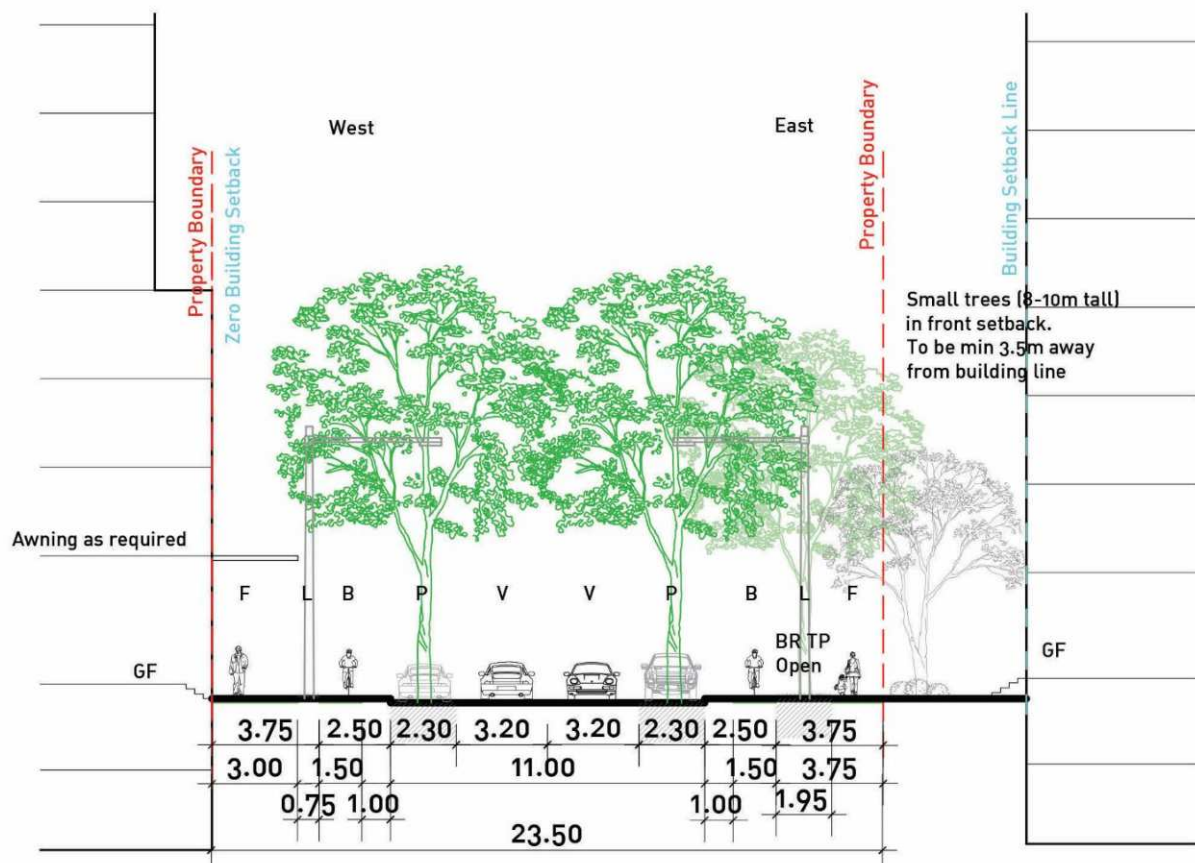 West
East
Property Boundary
Zero Building Setback
Property Boundary
Building Setback Line
Small trees (8-10m tall)
in front setback.
To be min 3.5m away
from building line
Awning as required
F L B P V V P B L F
BR TP
Open
GF
GF
3.75 2.50 2.30 3.20 3.20 2.30 2.50 3.75
3.00 1.50 11.00 1.50 3.75
0.75 1.00 1.00 1.95
23.50